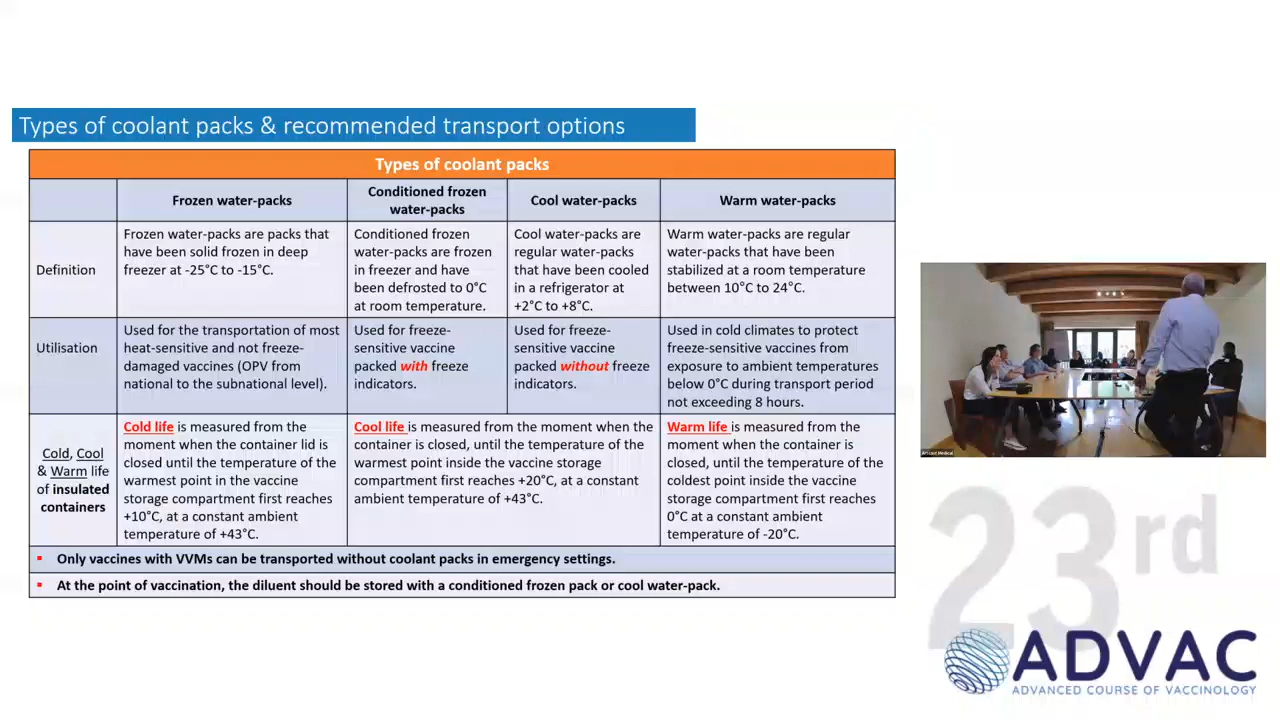 Types of coolant packs & recommended transport options
Types of coolant packs
Frozen water-packs
Conditioned frozen
water-packs
Cool water-packs
Warm water-packs
Definition
Frozen water-packs are packs that
have been solid frozen in deep
freezer at -25°C to -15°C.
Conditioned frozen
water-packs are frozen
in freezer and have
been defrosted to 0°C
at room temperature.
Cool water-packs are
regular water-packs
that have been cooled
in a refrigerator at
+2°C to +8°C.
Warm water-packs are regular
water-packs that have been
stabilized at a room temperature
between 10°C to 24°C.
Utilisation
Used for the transportation of most
heat-sensitive and not freeze-
damaged vaccines (OPV from
national to the subnational level).
Used for freeze-
sensitive vaccine
packed with freeze
indicators.
Used for freeze-
sensitive vaccine
packed without freeze
indicators.
Used in cold climates to protect
freeze-sensitive vaccines from
exposure to ambient temperatures
below 0°C during transport period
not exceeding 8 hours.
Cold, Cool
& Warm life
of insulated
containers
Cold life is measured from the
moment when the container lid is
closed until the temperature of the
warmest point in the vaccine
storage compartment first reaches
+10°C, at a constant ambient
temperature of +43°C.
Cool life is measured from the moment when the
container is closed, until the temperature of the
warmest point inside the vaccine storage
compartment first reaches +20°C, at a constant
ambient temperature of +43°C.
Warm life is measured from the
moment when the container is
closed, until the temperature of the
coldest point inside the vaccine
storage compartment first reaches
0°C at a constant ambient
temperature of -20°C.
▪ Only vaccines with VVMs can be transported without coolant packs in emergency settings.
▪ At the point of vaccination, the diluent should be stored with a conditioned frozen pack or cool water-pack.
23rd
ADVAC
ADVANCED COURSE OF VACCINOLOGY